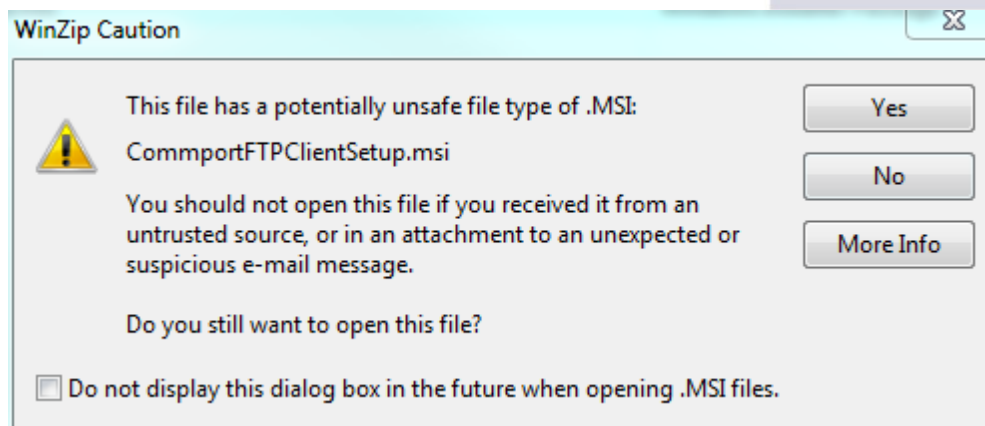 WinZip Caution
This file has a potentially unsafe file type of .MSI:
CommportFTPClientSetup.msi
You should not open this file if you received it from an
untrusted source, or in an attachment to an unexpected or
suspicious e-mail message.
Do you still want to open this file?
Yes
No
More Info
Do not display this dialog box in the future when opening .MSI files.